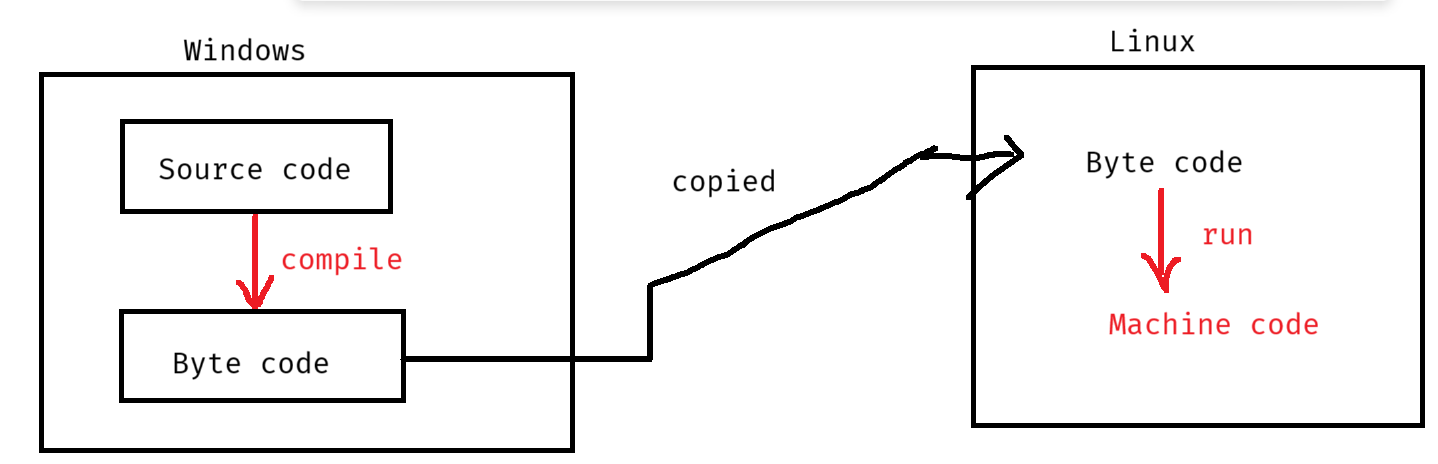 Windows
Source code
compile
Byte code
copied
Linux
Byte code
run
Machine code